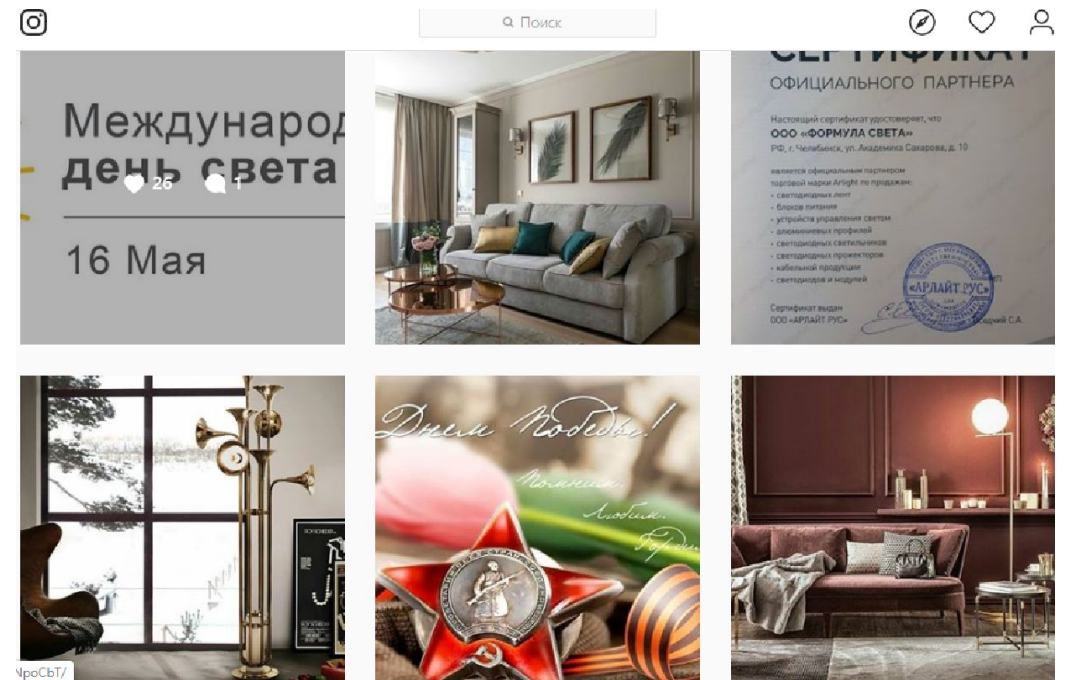 Поиск
Международ
день света
26 1
16 Мая
СЕРТИФИКАТ
ОФИЦИАЛЬНОГО ПАРТНЕРА
Настоящий сертификат удостоверяет, что
ООО «ФОРМУЛА СВЕТА»
РФ, г. Челябинск, ул. Академика Сахарова, д. 10
является официальным партнером
торговой марки Arlight по продажам:
- светодиодных лент
- блоков питания
- устройств управления светом
- алюминиевых профилей
- светодиодных светильников
- светодиодных прожекторов
- кабельной продукции
- светодиодов и модулей
«АРЛАЙТ РУС»
Сертификат выдан
ООО «АРЛАЙТ РУС»
Днем Победы!
Помним.
Любим.
Гордим
NpoCbT/